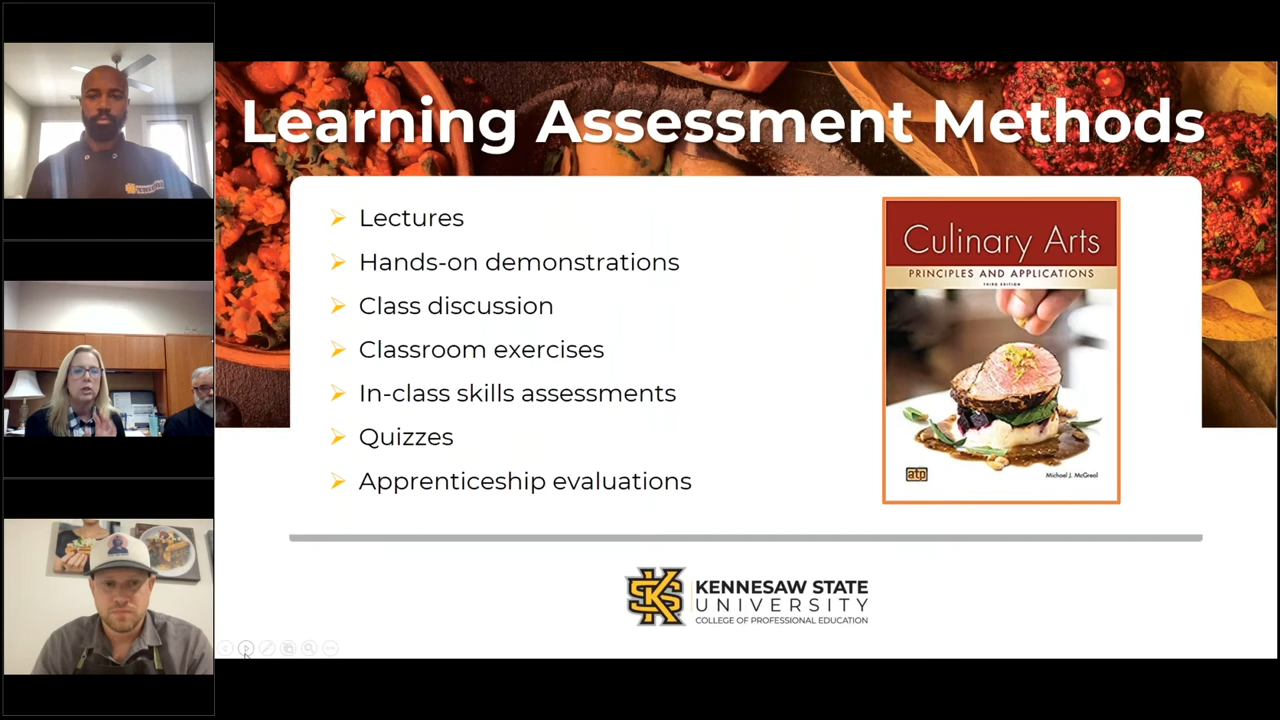 Learning Assessment Methods
Lectures
Hands-on demonstrations
Class discussion
Classroom exercises
In-class skills assessments
Quizzes
Apprenticeship evaluations
Culinary Arts
PRINCIPLES AND APPLICATIONS
THIRD EDITION
atp
Michael J. McGreal
KENNESAW STATE
UNIVERSITY
COLLEGE OF PROFESSIONAL EDUCATION